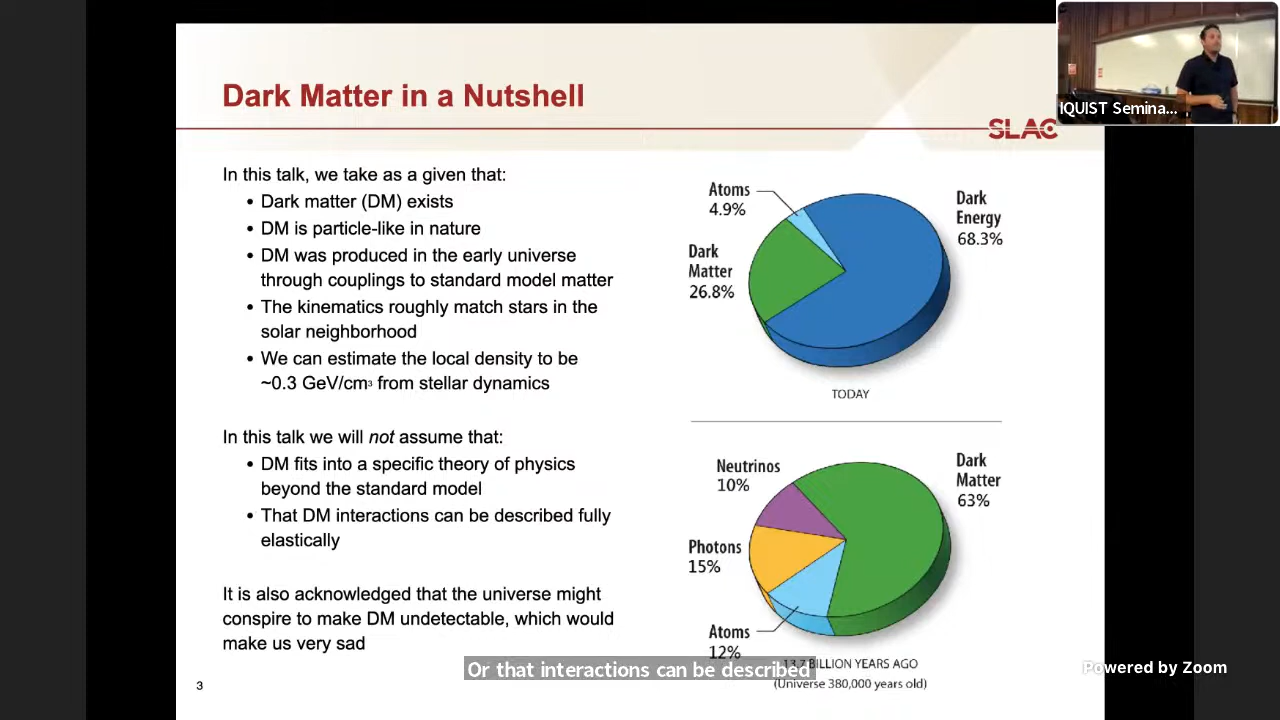 Dark Matter in a Nutshell
SLAC
IQUIST Semina...
In this talk, we take as a given that:
• Dark matter (DM) exists
• DM is particle-like in nature
• DM was produced in the early universe
through couplings to standard model matter
• The kinematics roughly match stars in the
solar neighborhood
• We can estimate the local density to be
~0.3 GeV/cm³ from stellar dynamics
In this talk we will not assume that:
• DM fits into a specific theory of physics
beyond the standard model
• That DM interactions can be described fully
elastically
It is also acknowledged that the universe might
conspire to make DM undetectable, which would
make us very sad
3
Atoms
4.9%
Dark
Energy
68.3%
Dark
Matter
26.8%
TODAY
Neutrinos
10%
Dark
Matter
63%
Photons
15%
Atoms
12%
13.7 BILLION YEARS AGO
(Universe 380,000 years old)
Or that interactions can be described
Powered by Zoom